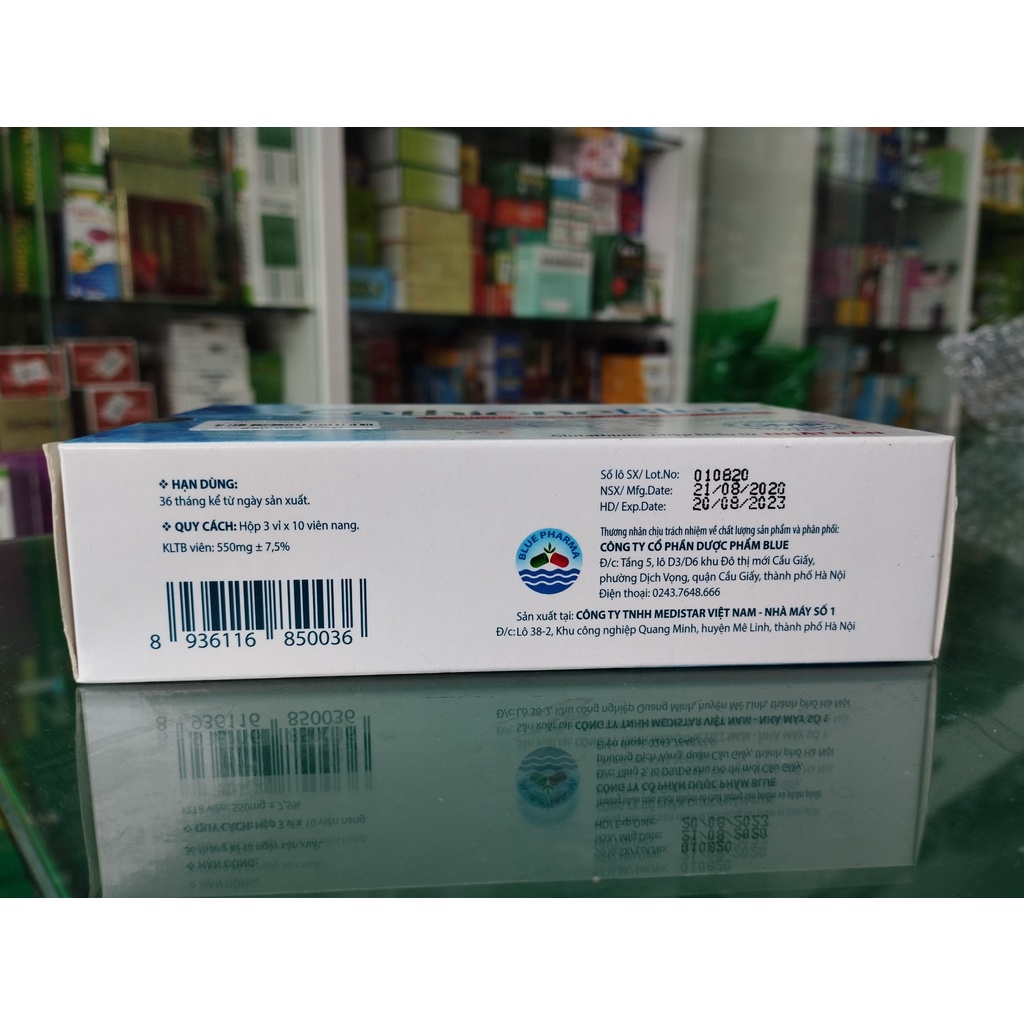 ❖ HẠN DÙNG:
36 tháng kể từ ngày sản xuất.
❖ QUY CÁCH: Hộp 3 vỉ x 10 viên nang.
KLTB viên: 550mg ± 7,5%
8 936116 850036
Số lô SX/ Lot.No: 010820
NSX/ Mfg.Date: 21/08/2020
HD/ Exp.Date: 20/08/2023
BLUE PHARMA
Thương nhân chịu trách nhiệm về chất lượng sản phẩm và phân phối:
CÔNG TY CỔ PHẦN DƯỢC PHẨM BLUE
Đ/c: Tầng 5, lô D3/D6 khu Đô thị mới Cầu Giấy,
phường Dịch Vọng, quận Cầu Giấy, thành phố Hà Nội
Điện thoại: 0243.7648.666
Sản xuất tại: CÔNG TY TNHH MEDISTAR VIỆT NAM - NHÀ MÁY SỐ 1
Đ/c: Lô 38-2, Khu công nghiệp Quang Minh, huyện Mê Linh, thành phố Hà Nội